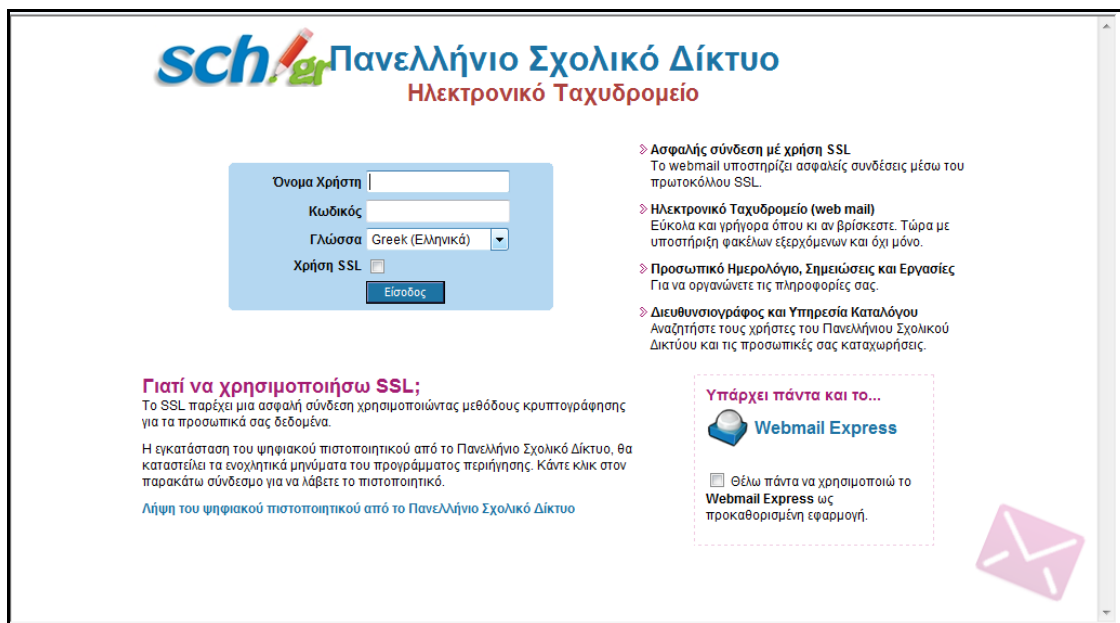 sch.gr Πανελλήνιο Σχολικό Δίκτυο
Ηλεκτρονικό Ταχυδρομείο
Όνομα Χρήστη
Κωδικός
Γλώσσα Greek (Ελληνικά)
Χρήση SSL
Είσοδος
Ασφαλής σύνδεση μέ χρήση SSL
Το webmail υποστηρίζει ασφαλείς συνδέσεις μέσω του
πρωτοκόλλου SSL.
Ηλεκτρονικό Ταχυδρομείο (web mail)
Εύκολα και γρήγορα όπου κι αν βρίσκεστε. Τώρα με
υποστήριξη φακέλων εξερχόμενων και όχι μόνο.
Προσωπικό Ημερολόγιο, Σημειώσεις και Εργασίες
Για να οργανώνετε τις πληροφορίες σας.
Διευθυνσιογράφος και Υπηρεσία Καταλόγου
Αναζητήστε τους χρήστες του Πανελλήνιου Σχολικού
Δικτύου και τις προσωπικές σας καταχωρήσεις.
Γιατί να χρησιμοποιήσω SSL;
Το SSL παρέχει μια ασφαλή σύνδεση χρησιμοποιώντας μεθόδους κρυπτογράφησης
για τα προσωπικά σας δεδομένα.
Η εγκατάσταση του ψηφιακού πιστοποιητικού από το Πανελλήνιο Σχολικό Δίκτυο, θα
καταστείλει τα ενοχλητικά μηνύματα του προγράμματος περιήγησης. Κάντε κλικ στον
παρακάτω σύνδεσμο για να λάβετε το πιστοποιητικό.
Λήψη του ψηφιακού πιστοποιητικού από το Πανελλήνιο Σχολικό Δίκτυο
Υπάρχει πάντα και το...
Webmail Express
Θέλω πάντα να χρησιμοποιώ το
Webmail Express ως
προκαθορισμένη εφαρμογή.